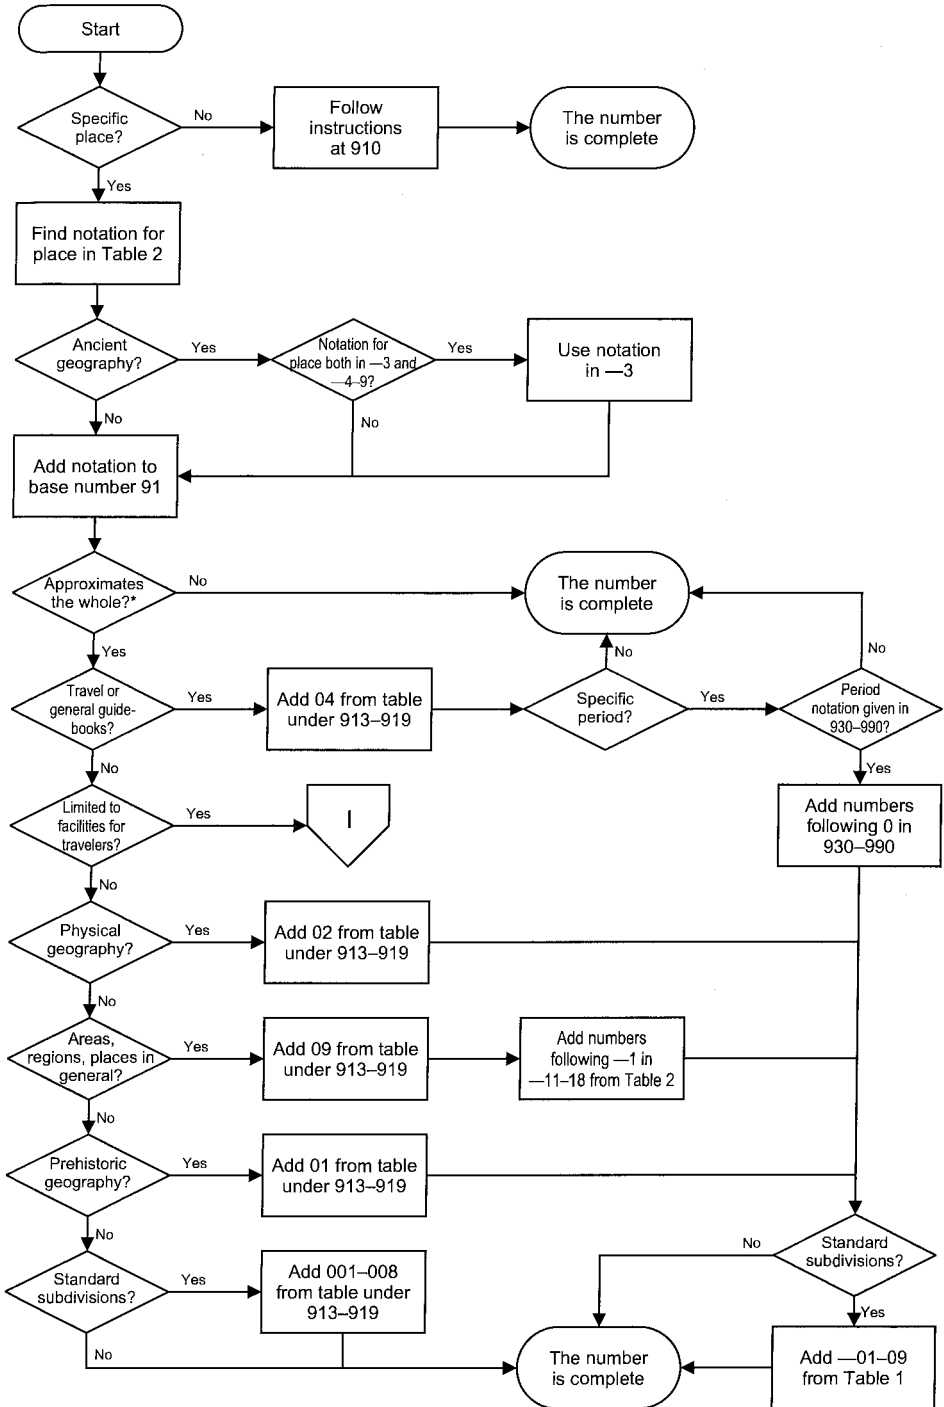 Start
Specific
place?
No
Follow
instructions
at 910
The number
is complete
Yes
Find notation for
place in Table 2
Ancient
geography?
Yes
Notation for
place both in —3 and
—4–9?
Yes
Use notation
in —3
No
No
Add notation to
base number 91
Approximates
the whole?*
No
The number
is complete
Yes
No
No
Travel or
general guide-
books?
Yes
Add 04 from table
under 913–919
Specific
period?
Yes
Period
notation given in
930–990?
No
Yes
Limited to
facilities for
travelers?
Yes
I
Add numbers
following 0 in
930–990
No
Physical
geography?
Yes
Add 02 from table
under 913–919
No
Areas,
regions, places in
general?
Yes
Add 09 from table
under 913–919
Add numbers
following —1 in
—11–18 from Table 2
No
Prehistoric
geography?
Yes
Add 01 from table
under 913–919
No
Standard
subdivisions?
No
Standard
subdivisions?
Yes
Add 001–008
from table under
913–919
Yes
No
The number
is complete
Add —01–09
from Table 1